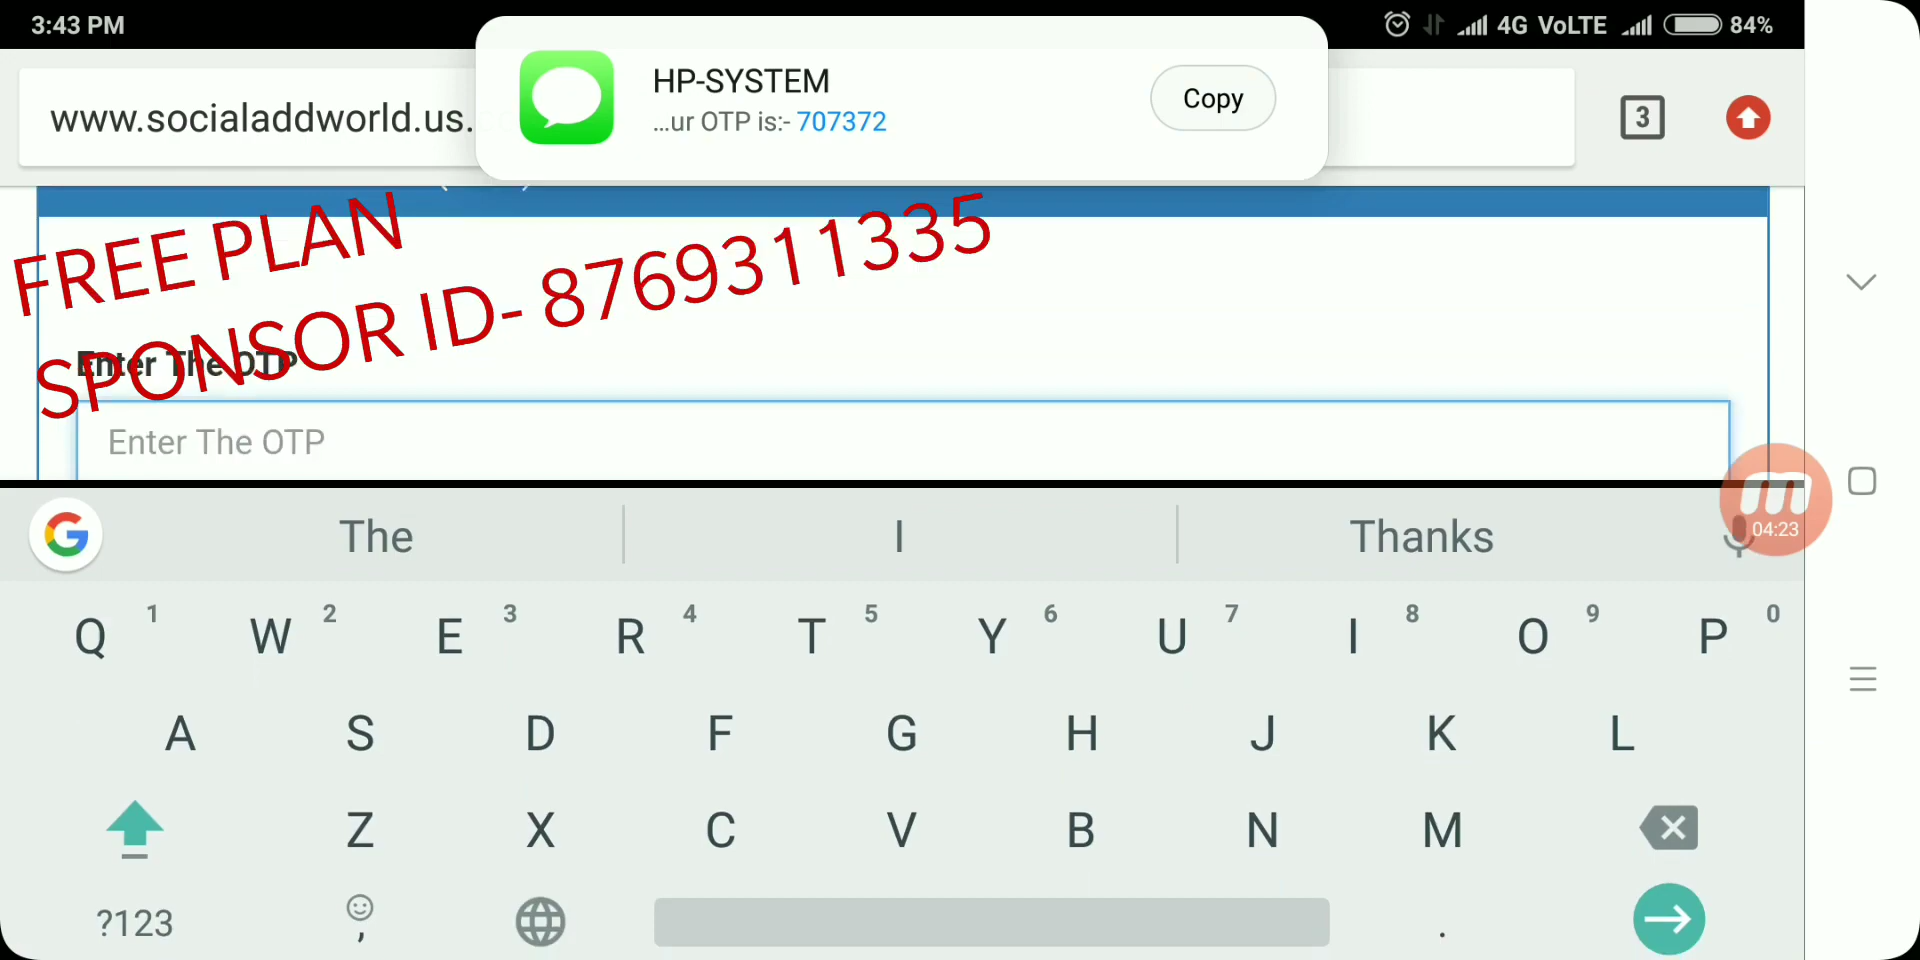 3:43 PM
4G VoLTE 84%
HP-SYSTEM
...ur OTP is:- 707372
Copy
www.socialaddworld.us.
3
FREE PLAN
SPONSOR ID- 8769311335
Enter The OTP
Enter The OTP
The I Thanks
04:23
Q 1 W 2 E 3 R 4 T 5 Y 6 U 7 I 8 O 9 P 0
A S D F G H J K L
Z X C V B N M
?123 , .